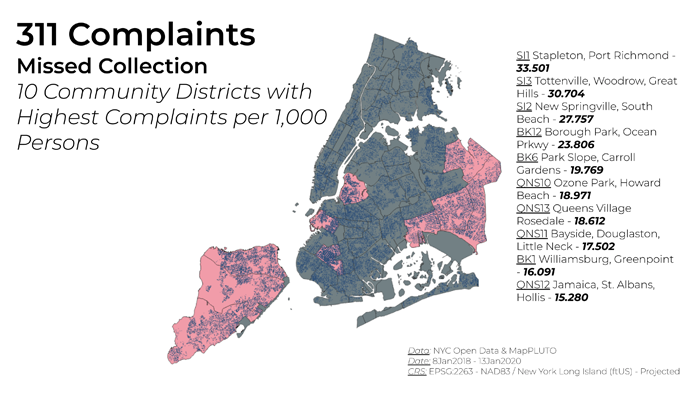 311 Complaints
Missed Collection
10 Community Districts with
Highest Complaints per 1,000
Persons
SI1 Stapleton, Port Richmond -
33.501
SI3 Tottenville, Woodrow, Great
Hills - 30.704
SI2 New Springville, South
Beach - 27.757
BK12 Borough Park, Ocean
Prkwy - 23.806
BK6 Park Slope, Carroll
Gardens - 19.769
QNS10 Ozone Park, Howard
Beach - 18.971
QNS13 Queens Village
Rosedale - 18.612
QNS11 Bayside, Douglaston,
Little Neck - 17.502
BK1 Williamsburg, Greenpoint
- 16.091
QNS12 Jamaica, St. Albans,
Hollis - 15.280
Data: NYC Open Data & MapPLUTO
Date: 8Jan2018 - 13Jan2020
CRS: EPSG:2263 - NAD83 / New York Long Island (ftUS) - Projected